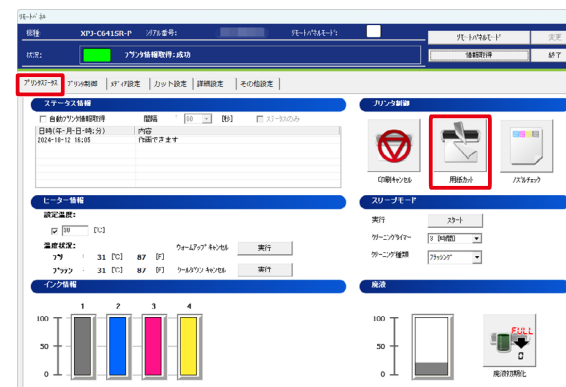 ﾘﾓｰﾄﾊﾟﾈﾙ
機種 XPJ-C641SR-P ｼﾘｱﾙ番号: ﾘﾓｰﾄﾊﾟﾈﾙﾓｰﾄﾞ: ﾘﾓｰﾄﾊﾟﾈﾙﾓｰﾄﾞ 変更
状況: ﾌﾟﾘﾝﾀ情報取得:成功 情報取得 終了
ﾌﾟﾘﾝﾀｽﾃｰﾀｽ ﾌﾟﾘﾝﾀ制御 ﾒﾃﾞｨｱ設定 カット設定 詳細設定 その他設定
ステータス情報 プリンタ制御
自動ﾌﾟﾘﾝﾀ情報取得 間隔 : 60 [秒] ｽﾃｰﾀｽのみ
日時(年-月-日-時:分) 内容
2024-10-12 16:05 作画できます
印刷ｷｬﾝｾﾙ 用紙ｶｯﾄ ﾉｽﾞﾙﾁｪｯｸ
ヒーター情報 スリープモード
設定温度: 実行 ｽﾀｰﾄ
30 [℃] ｸﾘｰﾆﾝｸﾞﾀｲﾏｰ 3 [時間]
温度状況: ｳｫｰﾑｱｯﾌﾟｷｬﾝｾﾙ 実行
ﾌﾟﾘ : 31 [℃] 87 [F] ｸﾘｰﾆﾝｸﾞ種類 ﾌﾗｯｼﾝｸﾞ
ﾌﾟﾗﾃﾝ : 31 [℃] 87 [F] ｸｰﾙﾀﾞｳﾝｷｬﾝｾﾙ 実行
インク情報 廃液
1 2 3 4
100 100
50 50
FULL
0
0 0
廃液初期化